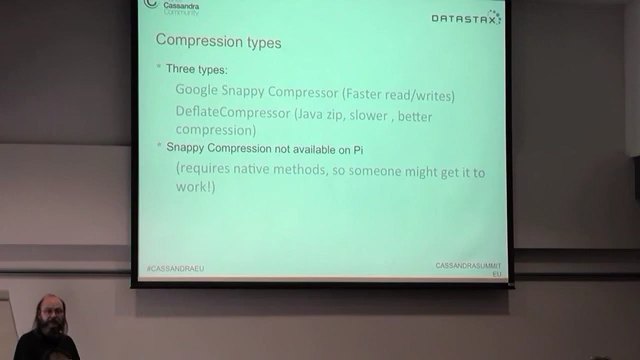 Cassandra
Community
DATASTAX
Compression types
* Three types:
Google Snappy Compressor (Faster read/writes)
DeflateCompressor (Java zip, slower , better
compression)
* Snappy Compression not available on Pi
(requires native methods, so someone might get it to
work!)
#CASSANDRAEU
CASSANDRASUMMIT
EU